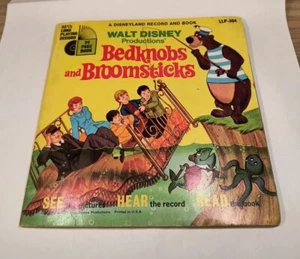 A DISNEYLAND RECORD AND BOOK
LLP-364
33⅓
LONG
PLAYING
RECORD
24
PAGE
BOOK
WALT DISNEY
Productions'
Bedknobs
and Broomsticks
SEE the pictures HEAR the record READ the book
Productions. Printed in U.S.A.